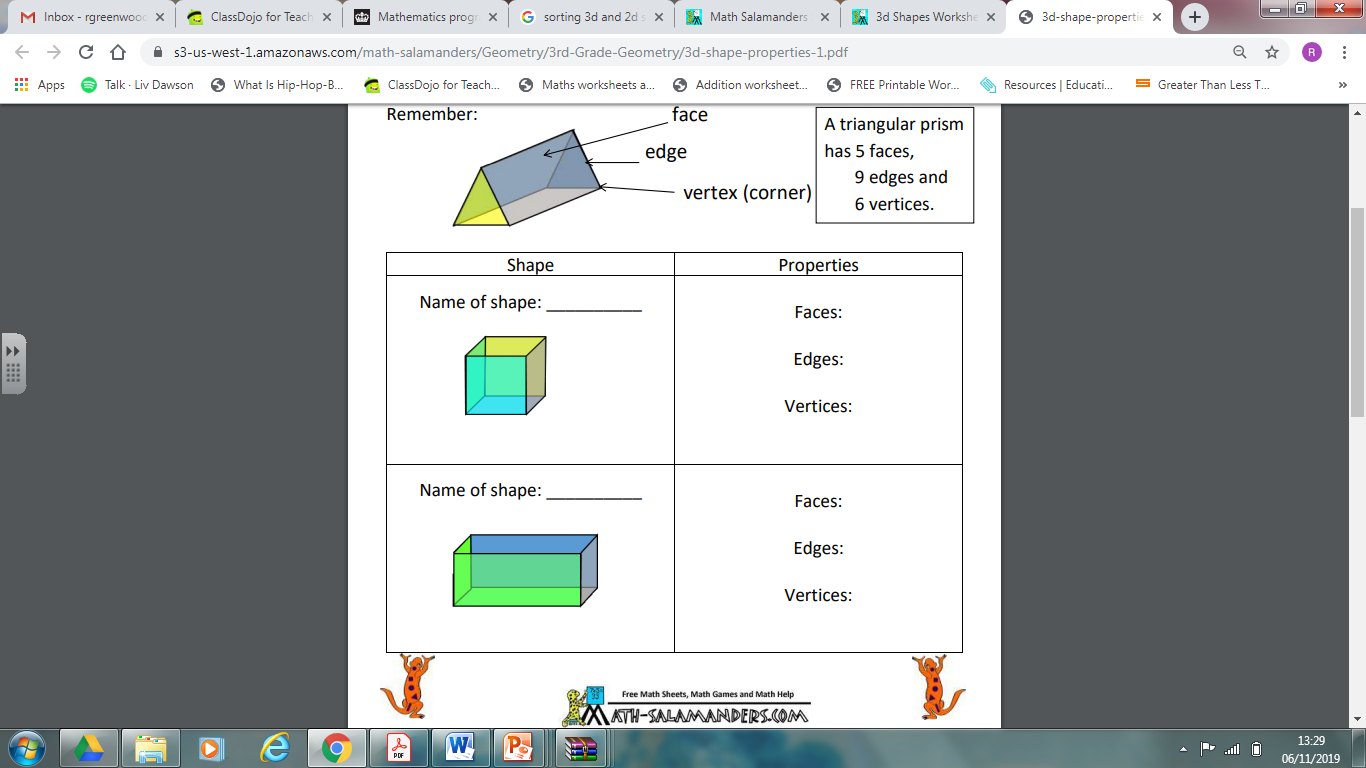 Inbox - rgreenwood
ClassDojo for Teach
Mathematics progr
sorting 3d and 2d s
Math Salamanders
3d Shapes Workshe
3d-shape-propertie
s3-us-west-1.amazonaws.com/math-salamanders/Geometry/3rd-Grade-Geometry/3d-shape-properties-1.pdf
R
Apps
Talk - Liv Dawson
What Is Hip-Hop-B...
ClassDojo for Teach...
Maths worksheets a...
Addition worksheet...
FREE Printable Wor...
Resources | Educati...
Greater Than Less T...
Remember:
face
edge
vertex (corner)
A triangular prism
has 5 faces,
9 edges and
6 vertices.
Shape
Properties
Name of shape: __________
Faces:
Edges:
Vertices:
Name of shape: __________
Faces:
Edges:
Vertices:
Free Math Sheets, Math Games and Math Help
MATH-SALAMANDERS.COM
PDF
13:29
06/11/2019